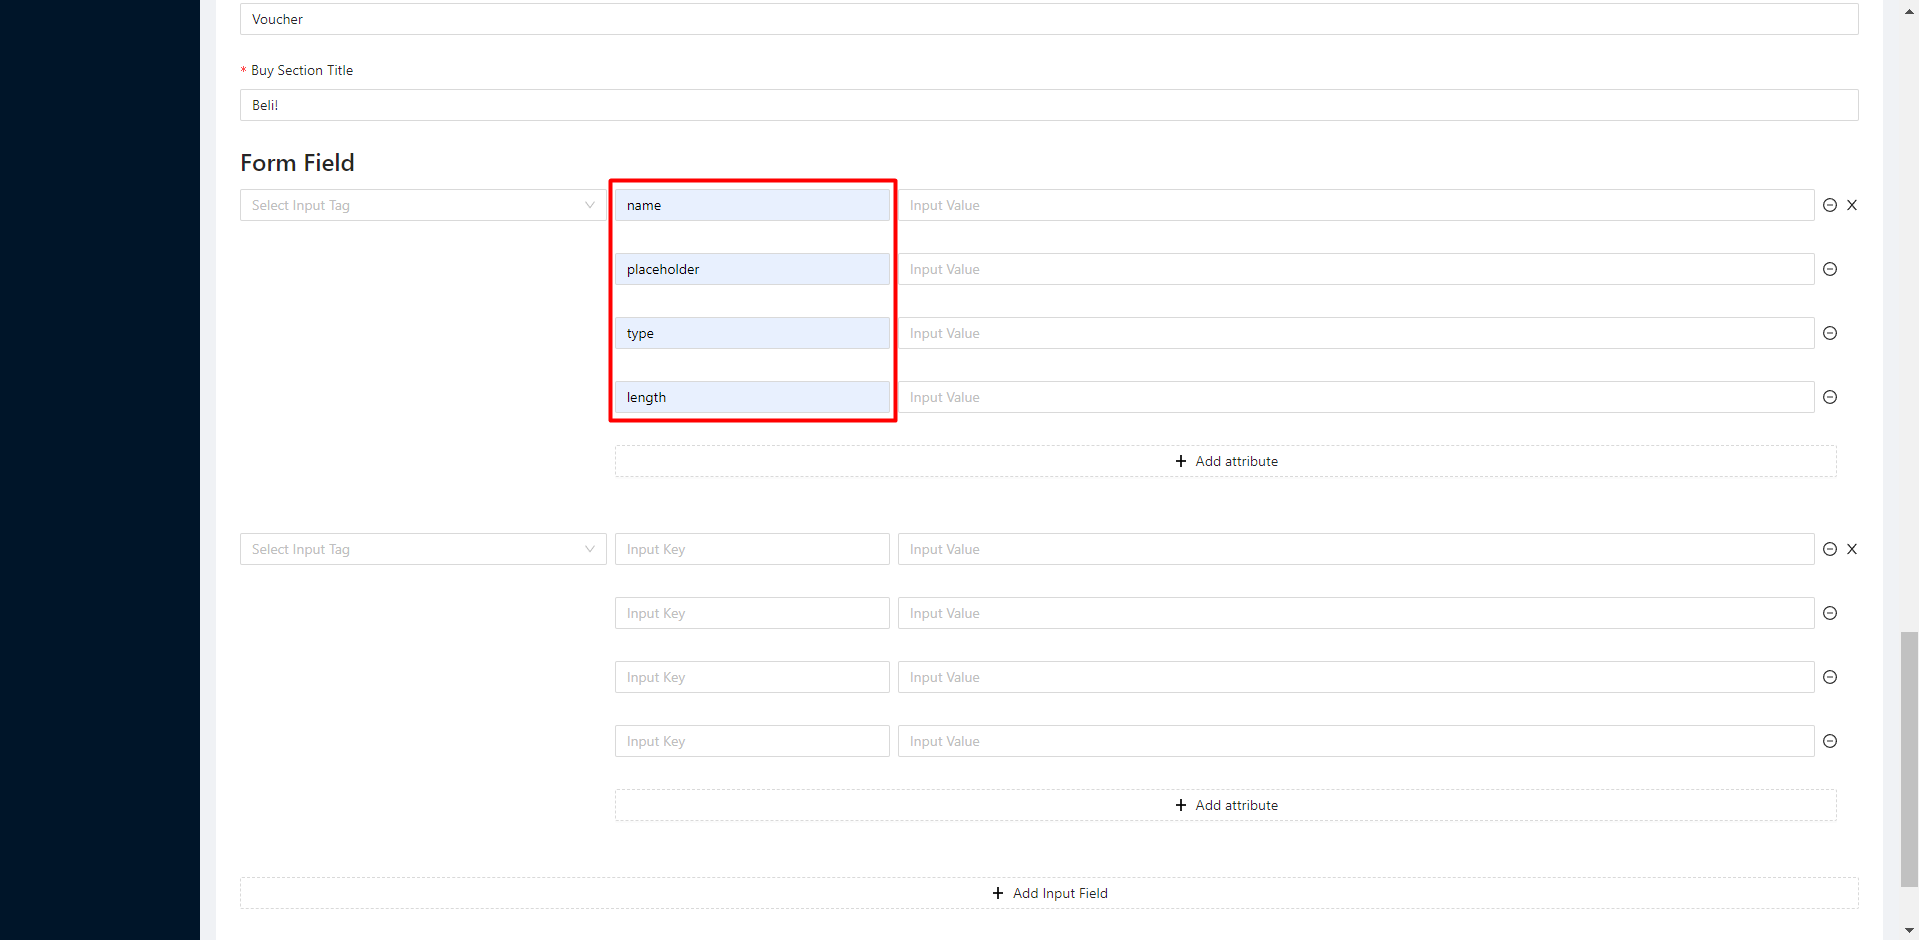 Voucher
* Buy Section Title
Beli!
Form Field
Select Input Tag name Input Value X
placeholder Input Value
type Input Value
length Input Value
+ Add attribute
Select Input Tag Input Key Input Value X
Input Key Input Value
Input Key Input Value
Input Key Input Value
+ Add attribute
+ Add Input Field